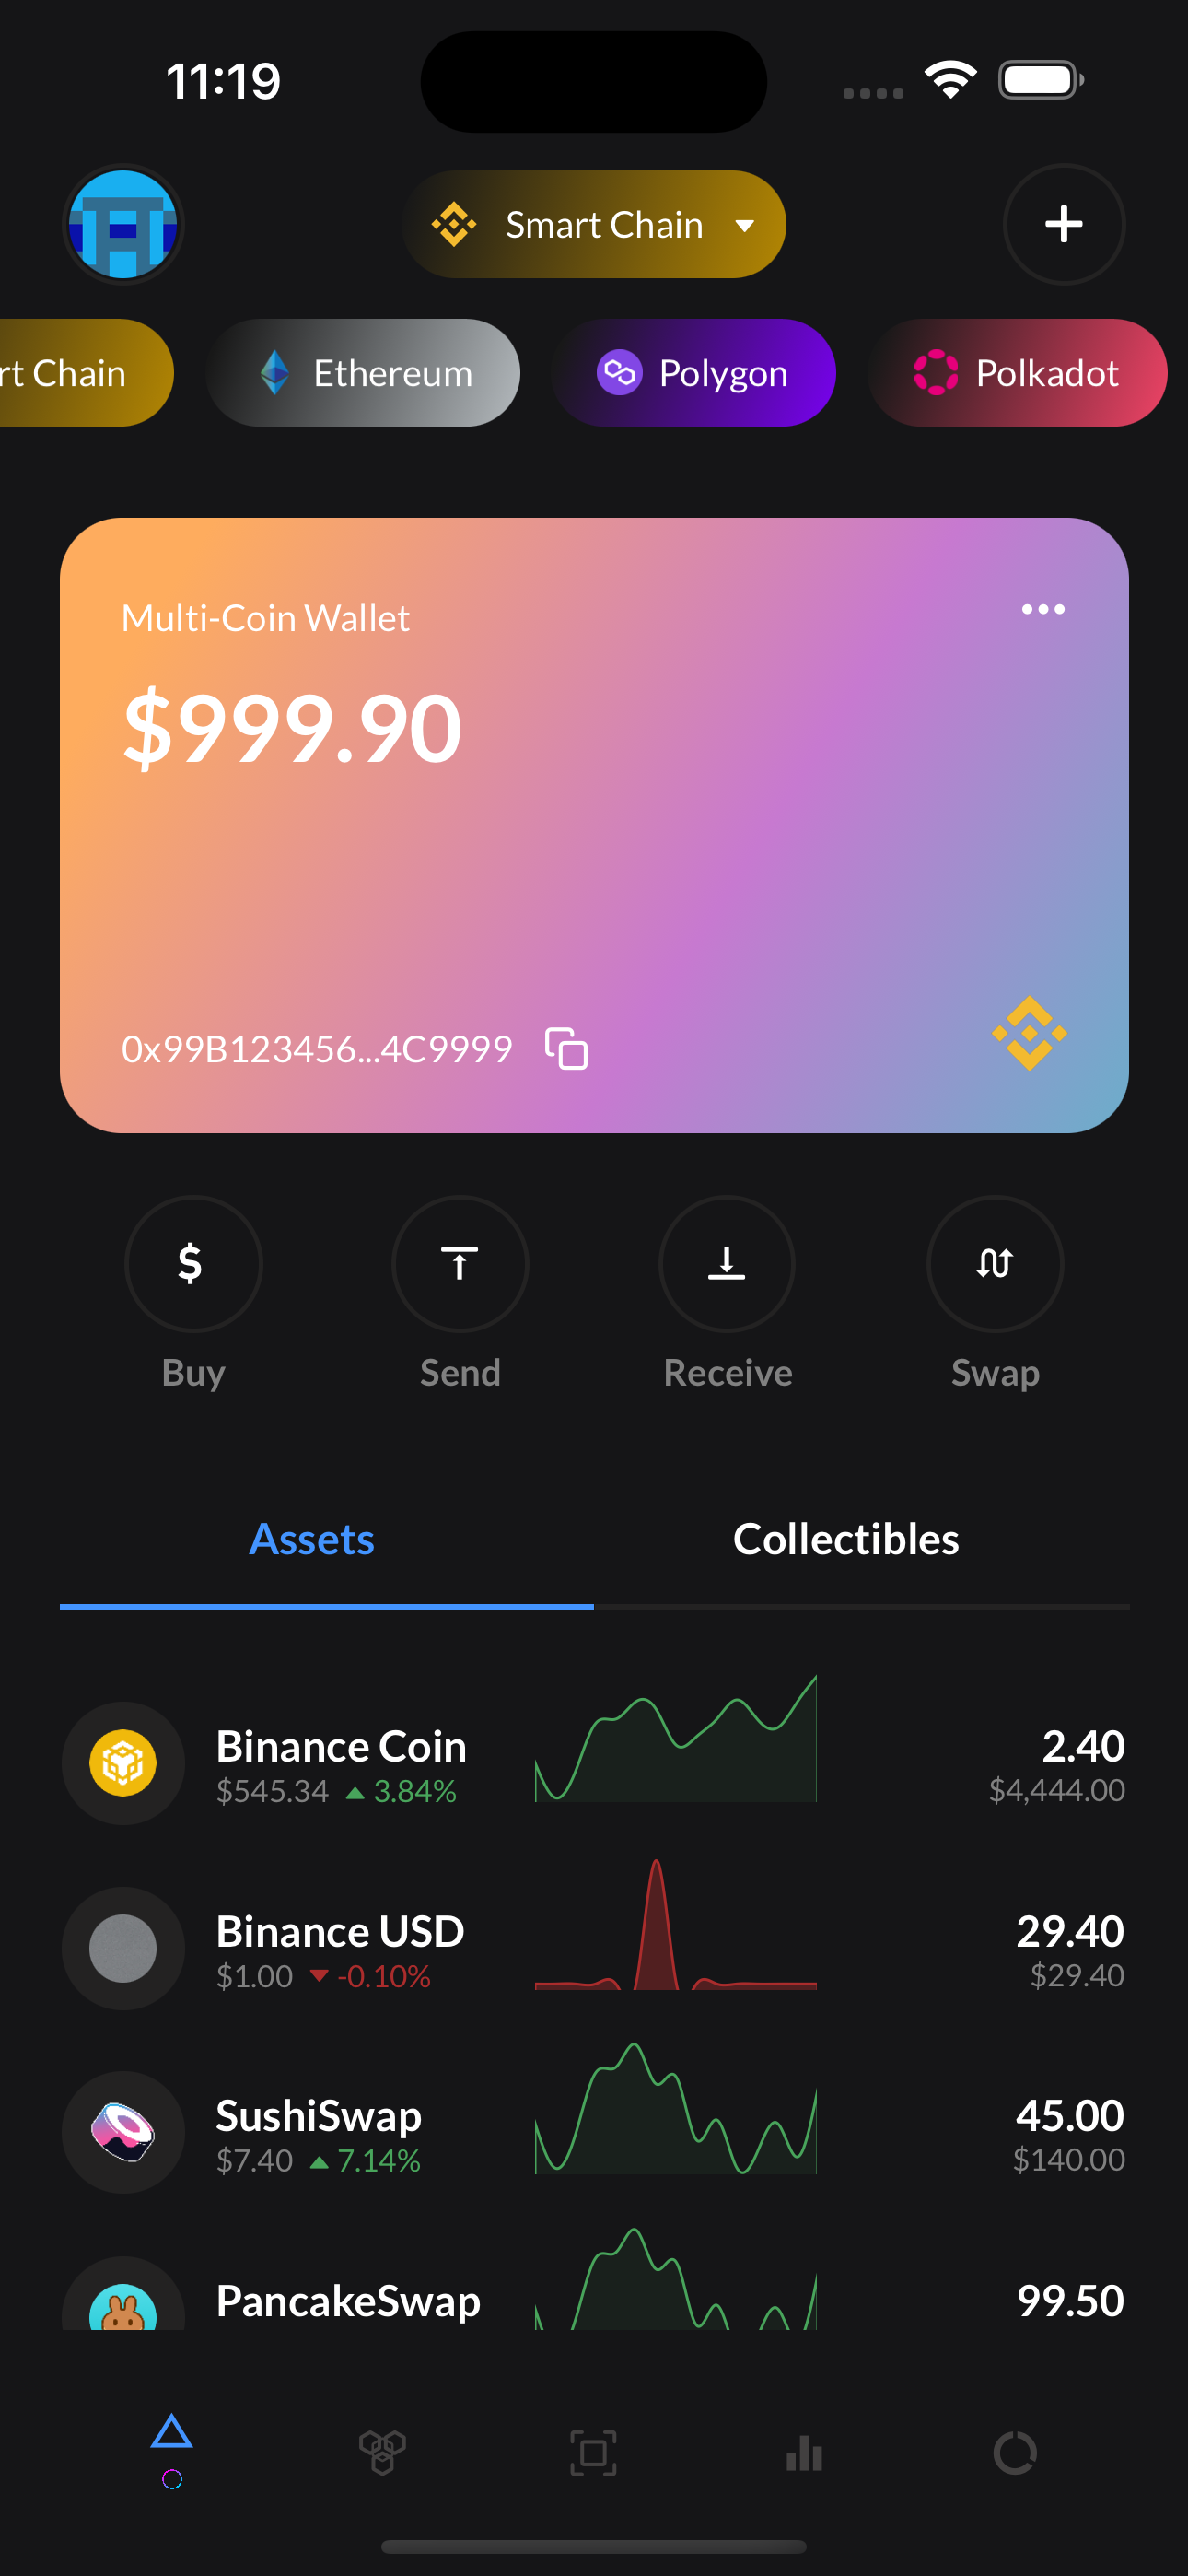 11:19
Smart Chain
rt Chain
Ethereum
Polygon
Polkadot
Multi-Coin Wallet
$999.90
0x99B123456...4C9999
Buy
Send
Receive
Swap
Assets
Collectibles
Binance Coin
2.40
$545.34 3.84%
$4,444.00
Binance USD
29.40
$1.00 -0.10%
$29.40
SushiSwap
45.00
$7.40 7.14%
$140.00
PancakeSwap
99.50